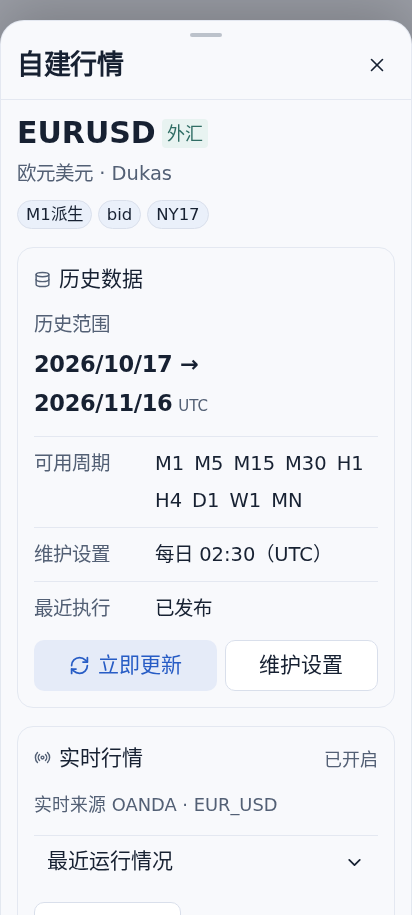 自建行情
EURUSD 外汇
欧元美元 · Dukas
M1派生 bid NY17
历史数据
历史范围
2026/10/17 →
2026/11/16 UTC
可用周期 M1 M5 M15 M30 H1
H4 D1 W1 MN
维护设置 每日 02:30（UTC）
最近执行 已发布
立即更新 维护设置
实时行情 已开启
实时来源 OANDA · EUR_USD
最近运行情况